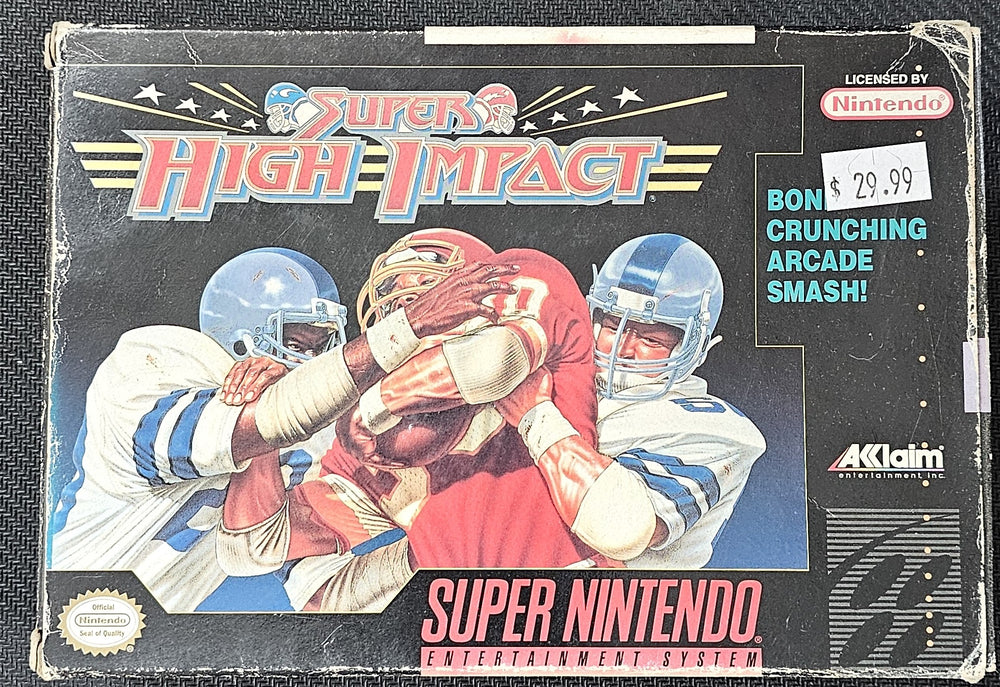 SUPER
HIGH IMPACT
LICENSED BY
Nintendo®
$ 29.99
BON
CRUNCHING
ARCADE
SMASH!
AKklaim
entertainment, inc.
Official
Nintendo
Seal of Quality
SUPER NINTENDO®
ENTERTAINMENT SYSTEM